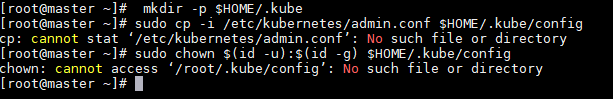 [root@master ~]#  mkdir -p $HOME/.kube
[root@master ~]# sudo cp -i /etc/kubernetes/admin.conf $HOME/.kube/config
cp: cannot stat ‘/etc/kubernetes/admin.conf’: No such file or directory
[root@master ~]# sudo chown $(id -u):$(id -g) $HOME/.kube/config
chown: cannot access ‘/root/.kube/config’: No such file or directory
[root@master ~]#